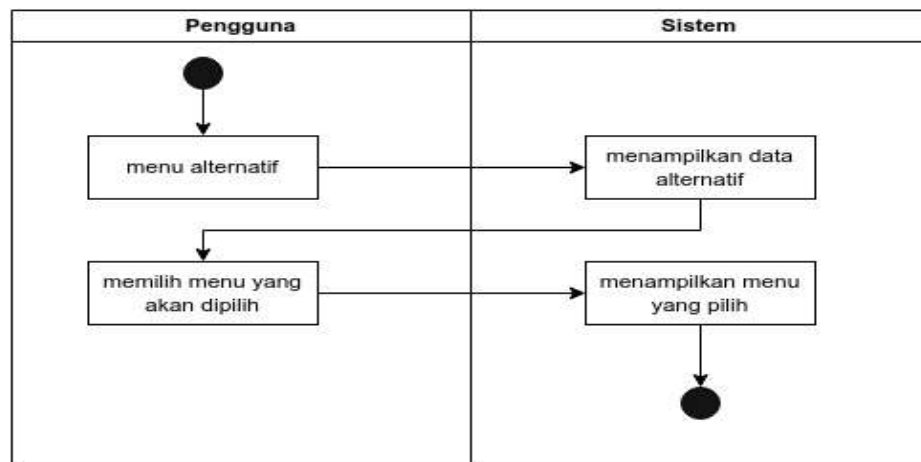 Pengguna
Sistem
menu alternatif
menampilkan data
alternatif
memilih menu yang
akan dipilih
menampilkan menu
yang pilih